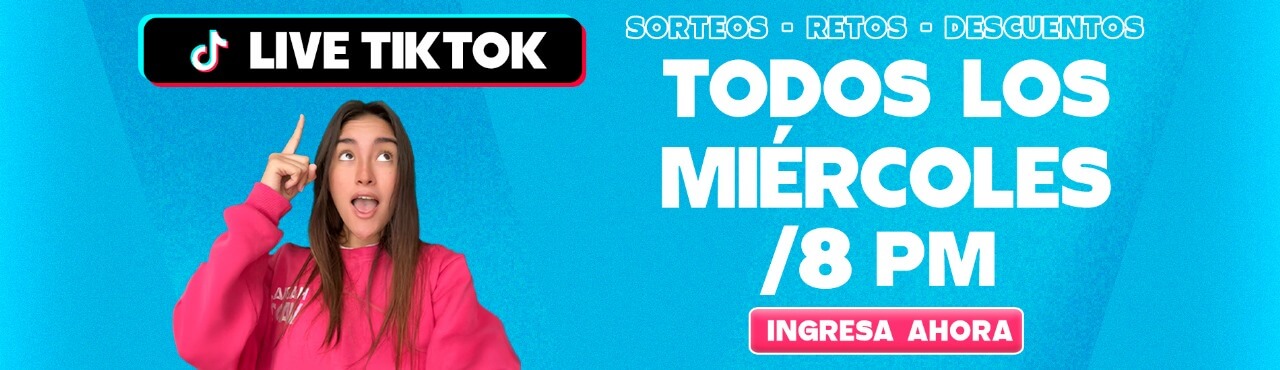 LIVE TIKTOK
SORTEOS - RETOS - DESCUENTOS
TODOS LOS
MIÉRCOLES
/8 PM
INGRESA AHORA